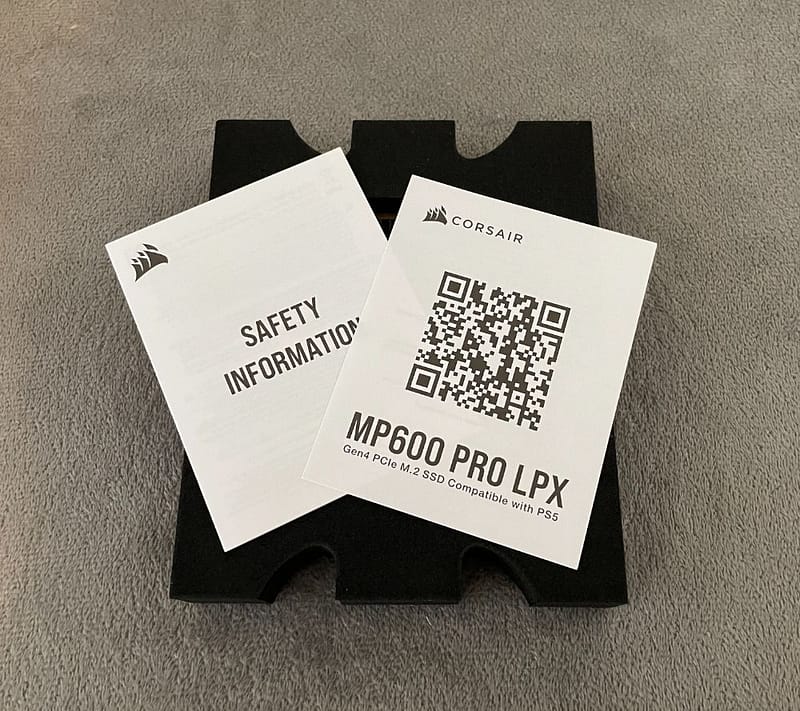 SAFETY
INFORMATION
CORSAIR
MP600 PRO LPX
Gen4 PCIe M.2 SSD Compatible with PS5